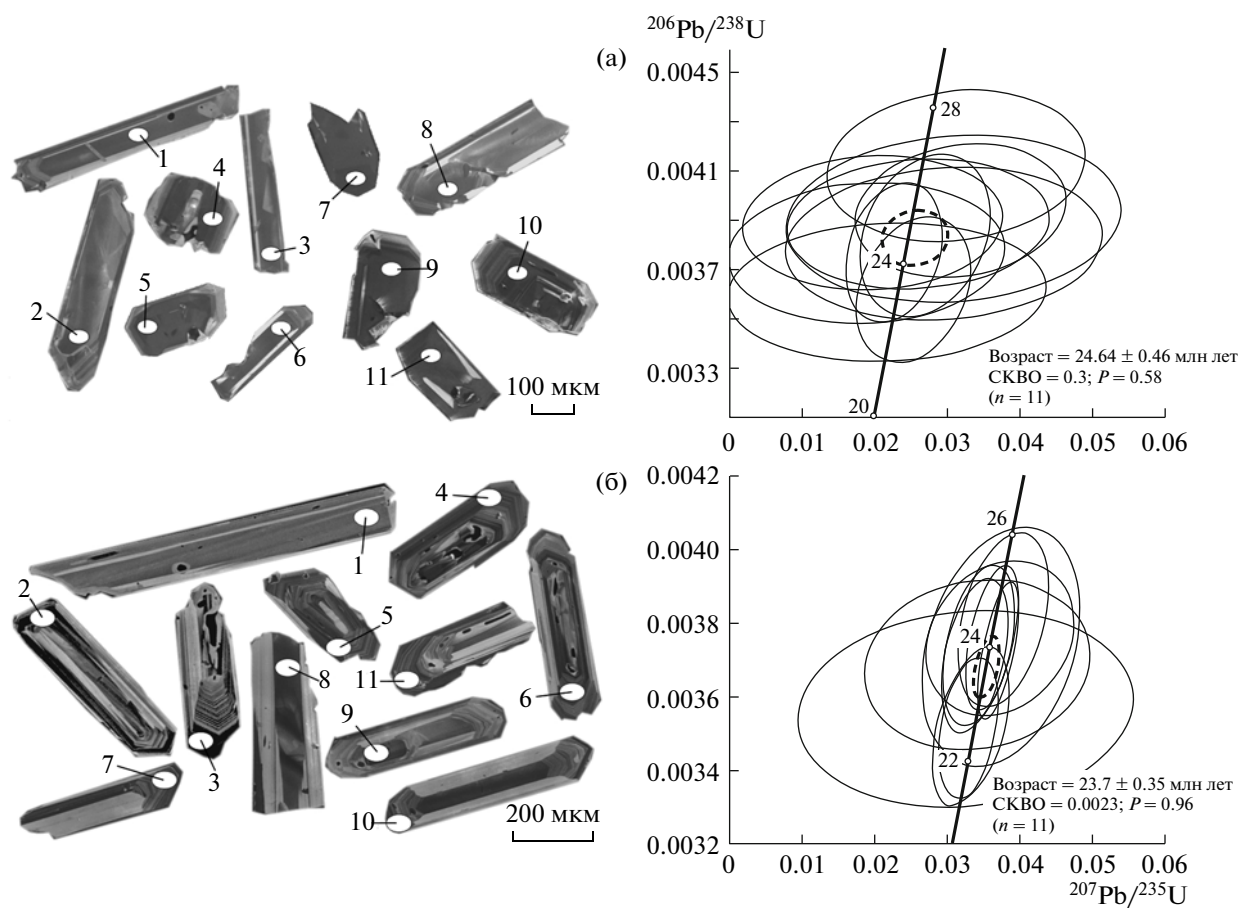 ²⁰⁶Pb/²³⁸U
(а)
0.0045
0.0041
0.0037
0.0033
28
24
20
Возраст = 24.64 ± 0.46 млн лет
СКВО = 0.3; P = 0.58
(n = 11)
0 0.01 0.02 0.03 0.04 0.05 0.06
1
2
3
4
5
6
7
8
9
10
11
100 мкм
(б)
0.0042
0.0040
0.0038
0.0036
0.0034
0.0032
26
24
22
Возраст = 23.7 ± 0.35 млн лет
СКВО = 0.0023; P = 0.96
(n = 11)
0 0.01 0.02 0.03 0.04 0.05 0.06
²⁰⁷Pb/²³⁵U
1
2
3
4
5
6
7
8
9
10
11
200 мкм